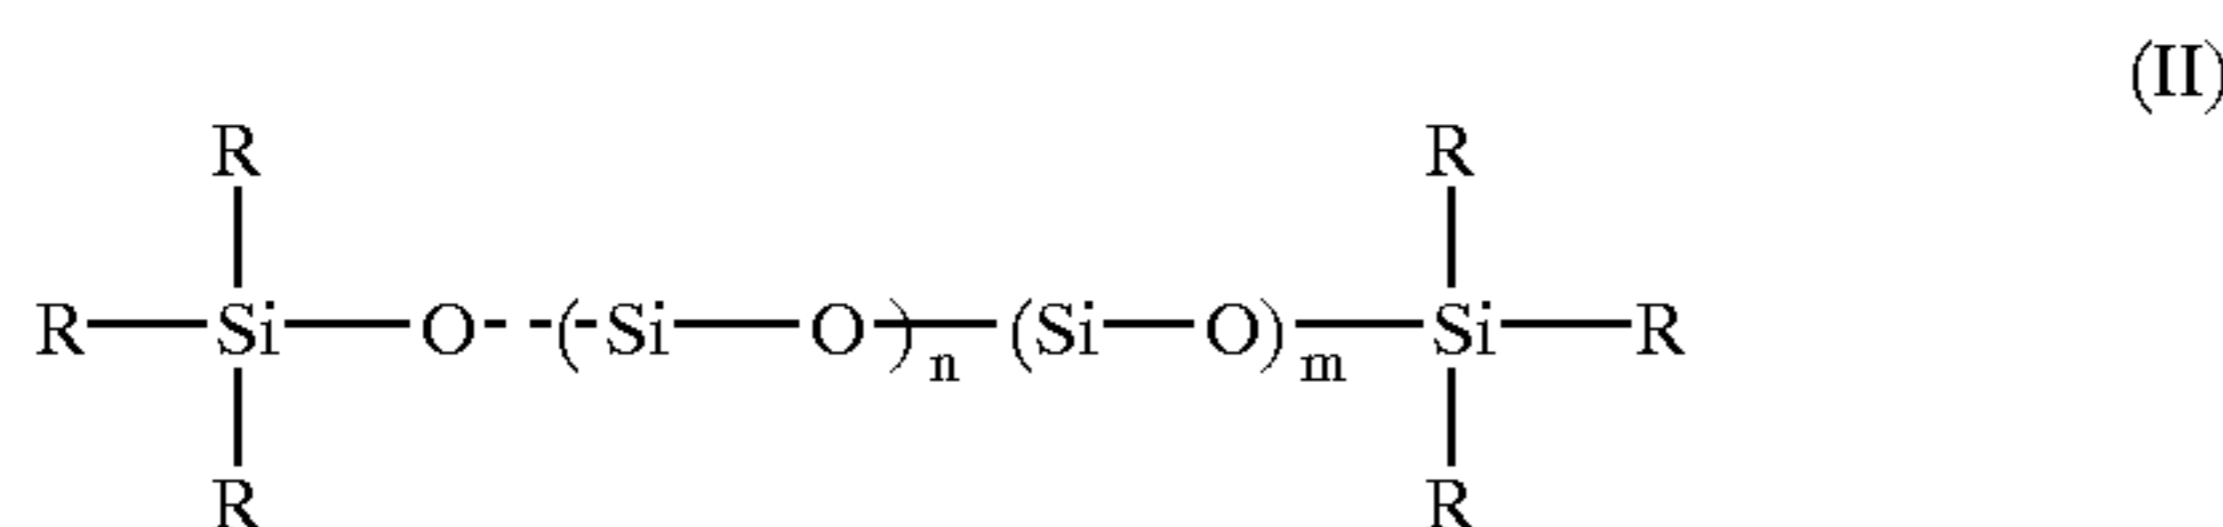 (II)
R R
R Si O (Si O)n (Si O)m Si R
R R